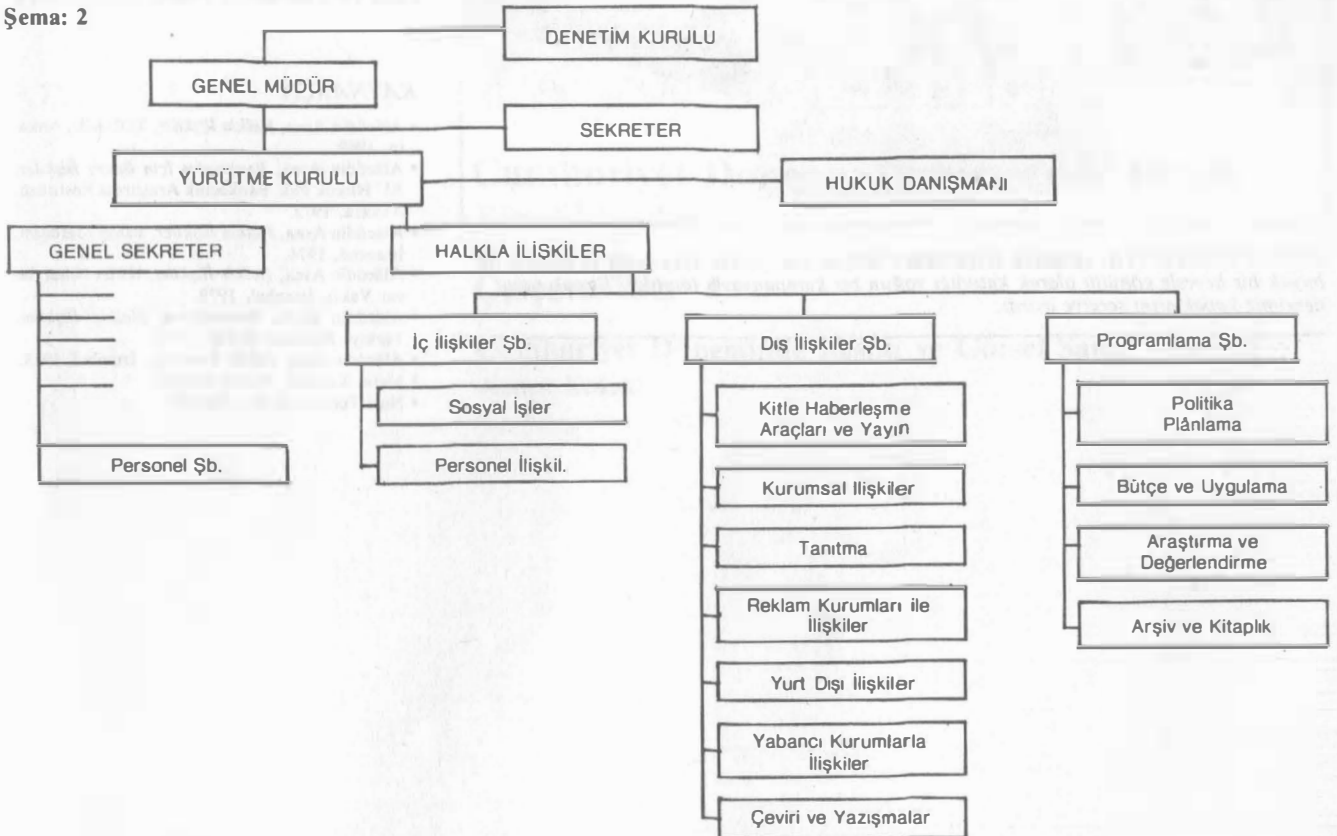 Şema: 2
DENETİM KURULU
GENEL MÜDÜR
SEKRETER
YÜRÜTME KURULU
HUKUK DANIŞMANI
GENEL SEKRETER
HALKLA İLİŞKİLER
İç İlişkiler Şb.
Dış İlişkiler Şb.
Programlama Şb.
Sosyal İşler
Personel İlişkil.
Personel Şb.
Kitle Haberleşme
Araçları ve Yayın
Kurumsal Ilişkiler
Tanıtma
Reklam Kurumları ile
İlişkiler
Yurt Dışı İlişkiler
Yabancı Kurumlarla
İlişkiler
Çeviri ve Yazışmalar
Politika
Plânlama
Bütçe ve Uygulama
Araştırma ve
Değerlendirme
Arşiv ve Kitaplık